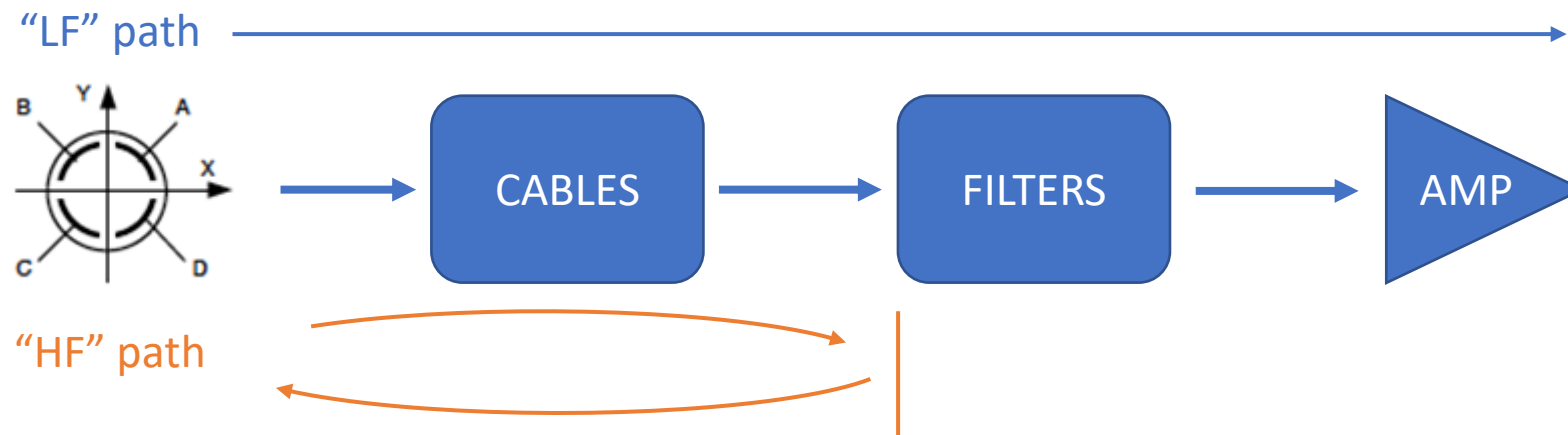 “LF” path
B
Y
A
X
C
D
CABLES
FILTERS
AMP
“HF” path